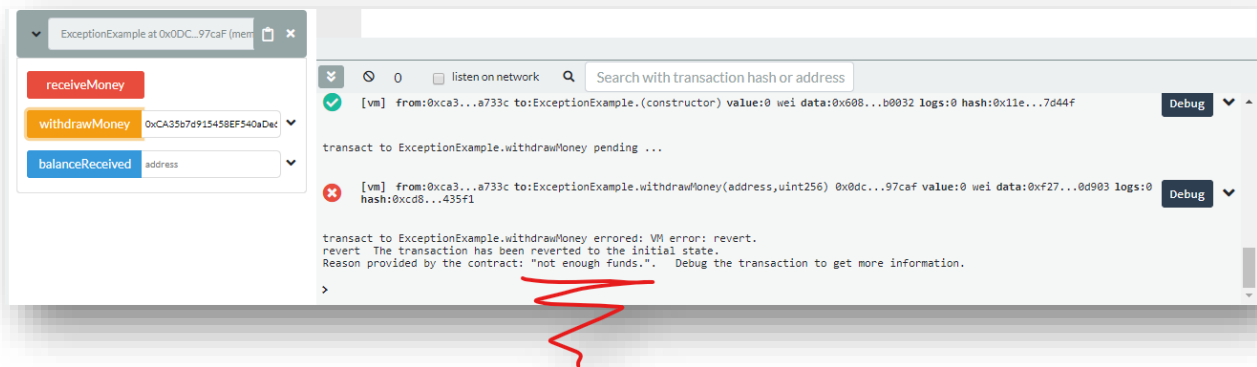 ExceptionExample at 0x0DC...97caF (mem
receiveMoney
withdrawMoney 0xCA35b7d915458EF540aDec
balanceReceived address
0 listen on network Search with transaction hash or address
[vm] from:0xca3...a733c to:ExceptionExample.(constructor) value:0 wei data:0x608...b0032 logs:0 hash:0x11e...7d44f Debug
transact to ExceptionExample.withdrawMoney pending ...
[vm] from:0xca3...a733c to:ExceptionExample.withdrawMoney(address,uint256) 0x0dc...97caf value:0 wei data:0xf27...0d903 logs:0 Debug
hash:0xcd8...435f1
transact to ExceptionExample.withdrawMoney errored: VM error: revert.
revert The transaction has been reverted to the initial state.
Reason provided by the contract: "not enough funds.". Debug the transaction to get more information.
>